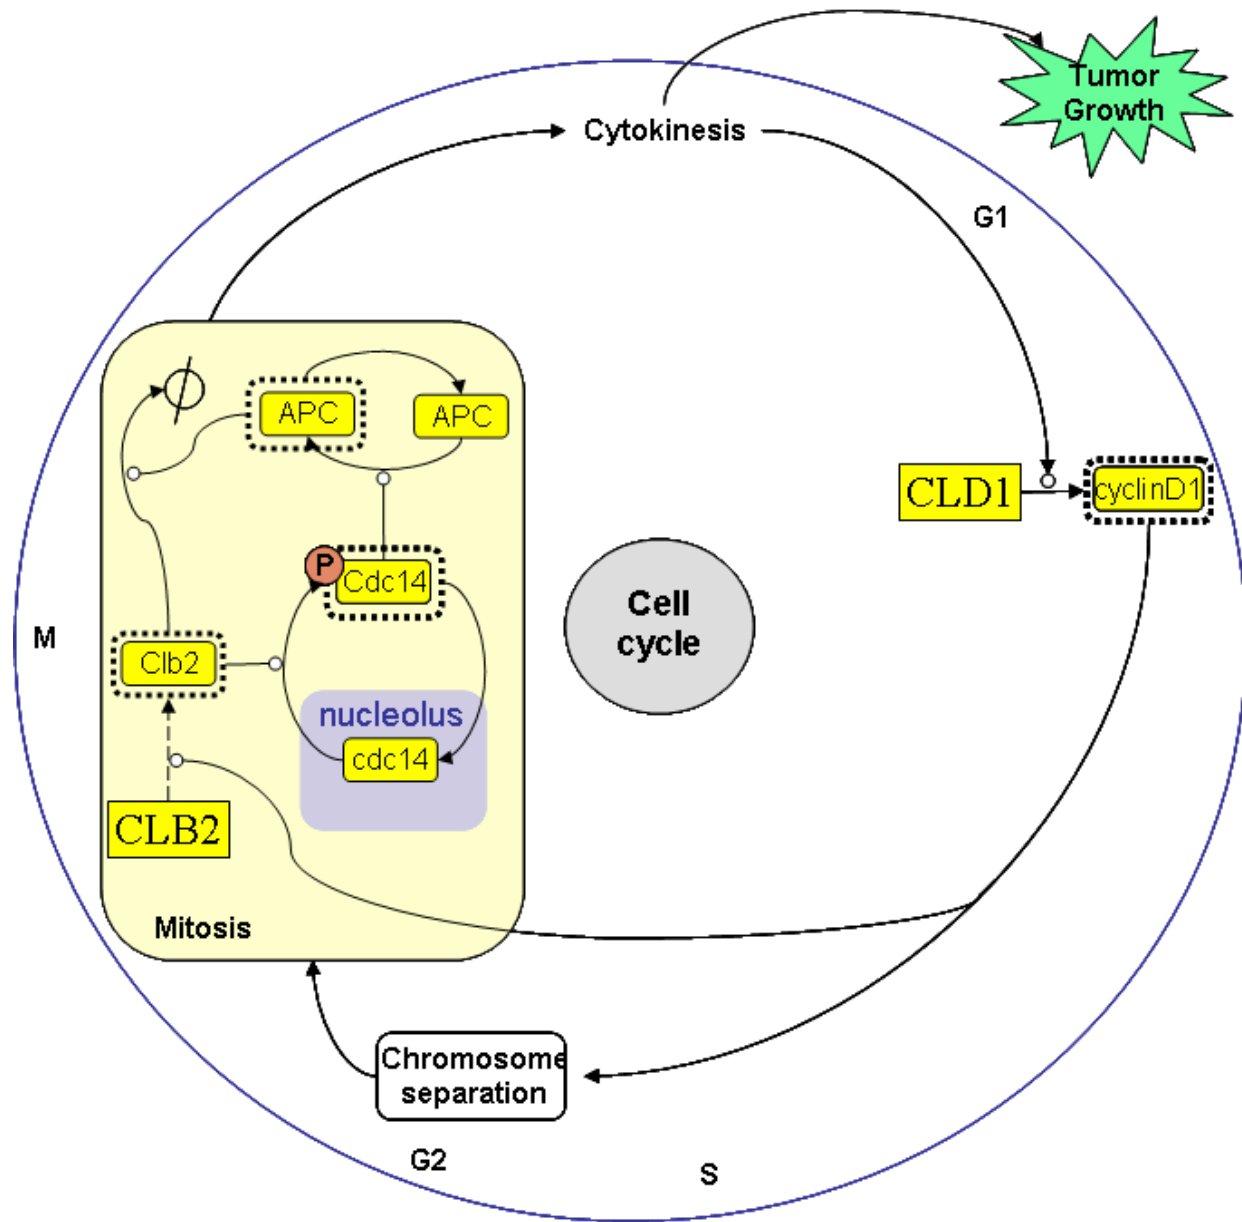 Tumor
Growth
Cytokinesis
G1
APC
APC
CLD1
cyclinD1
P
Cdc14
Cell
cycle
M
Clb2
nucleolus
cdc14
CLB2
Mitosis
Chromosome
separation
G2
S